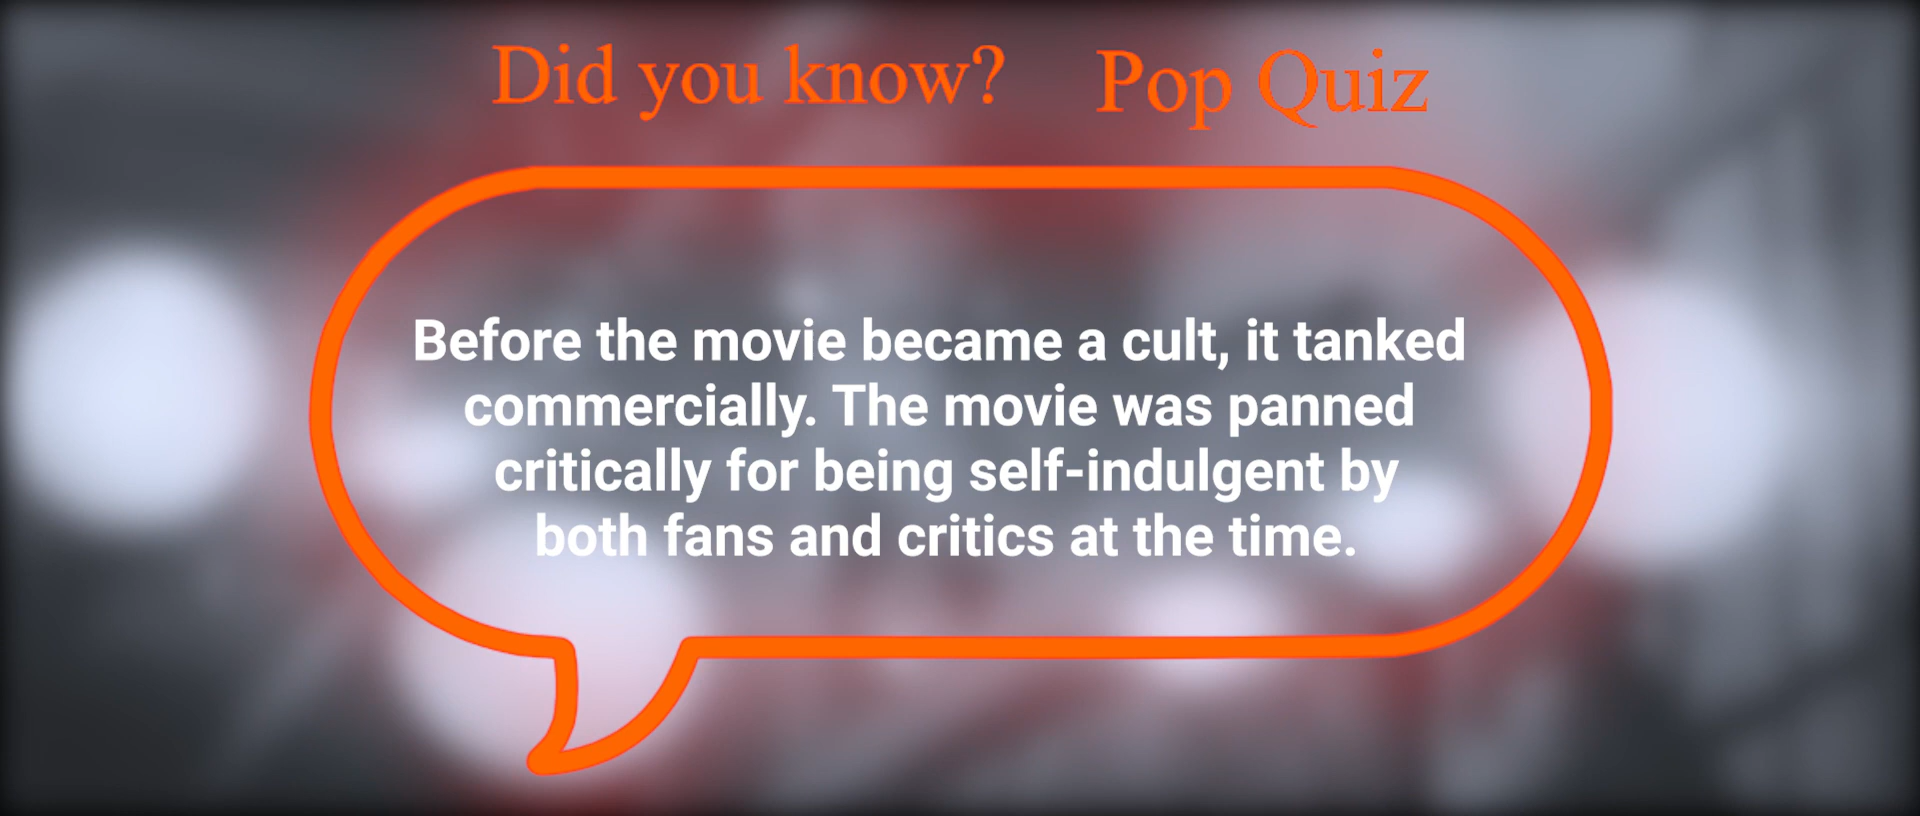 Did you know? Pop Quiz
Before the movie became a cult, it tanked
commercially. The movie was panned
critically for being self-indulgent by
both fans and critics at the time.